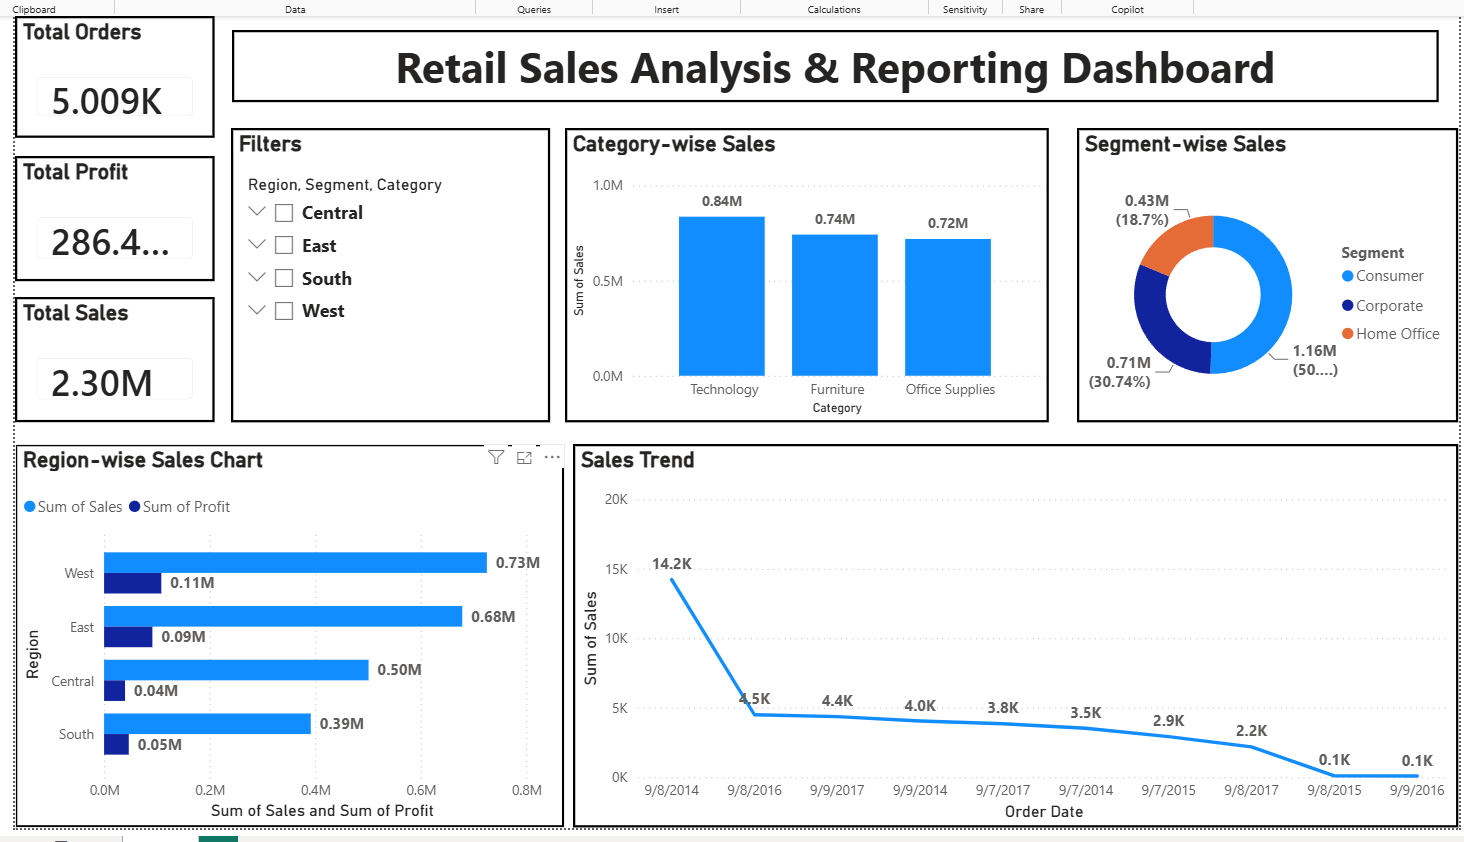 Clipboard
Data
Queries
Insert
Calculations
Sensitivity
Share
Copilot
Total Orders
5.009K
Retail Sales Analysis & Reporting Dashboard
Total Profit
286.4...
Total Sales
2.30M
Filters
Region, Segment, Category
Central
East
South
West
Category-wise Sales
1.0M
0.5M
0.0M
Sum of Sales
0.84M
0.74M
0.72M
Technology
Furniture
Office Supplies
Category
Segment-wise Sales
0.43M
(18.7%)
0.71M
(30.74%)
1.16M
(50....)
Segment
Consumer
Corporate
Home Office
Region-wise Sales Chart
Sum of Sales
Sum of Profit
Region
West
0.73M
0.11M
East
0.68M
0.09M
Central
0.50M
0.04M
South
0.39M
0.05M
0.0M
0.2M
0.4M
0.6M
0.8M
Sum of Sales and Sum of Profit
Sales Trend
20K
15K
10K
5K
0K
Sum of Sales
14.2K
4.5K
4.4K
4.0K
3.8K
3.5K
2.9K
2.2K
0.1K
0.1K
9/8/2014
9/8/2016
9/9/2017
9/9/2014
9/7/2017
9/7/2014
9/7/2015
9/8/2017
9/8/2015
9/9/2016
Order Date